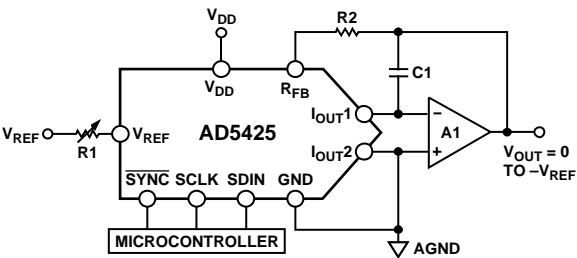 VDD
R2
VDD
RFB
C1
IOUT1
VREF
R1
VREF
AD5425
A1
IOUT2
VOUT = 0
TO –VREF
SYNC SCLK SDIN GND
MICROCONTROLLER
AGND
−
+